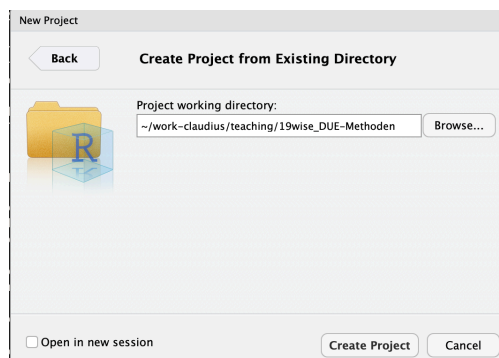 New Project
Back
Create Project from Existing Directory
Project working directory:
~/work-claudius/teaching/19wise_DUE-Methoden
Browse...
R
Open in new session
Create Project
Cancel